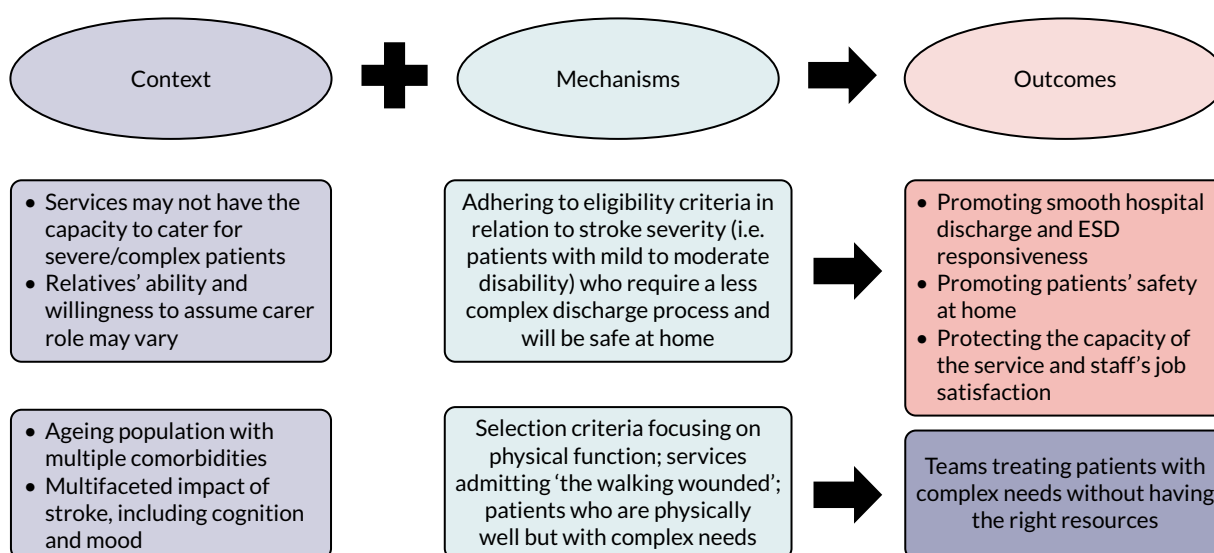 Context
Mechanisms
Outcomes
• Services may not have the
capacity to cater for
severe/complex patients
• Relatives’ ability and
willingness to assume carer
role may vary
Adhering to eligibility criteria in
relation to stroke severity (i.e.
patients with mild to moderate
disability) who require a less
complex discharge process and
will be safe at home
• Promoting smooth hospital
discharge and ESD
responsiveness
• Promoting patients’ safety
at home
• Protecting the capacity of
the service and staff’s job
satisfaction
• Ageing population with
multiple comorbidities
• Multifaceted impact of
stroke, including cognition
and mood
Selection criteria focusing on
physical function; services
admitting ‘the walking wounded’;
patients who are physically
well but with complex needs
Teams treating patients with
complex needs without having
the right resources